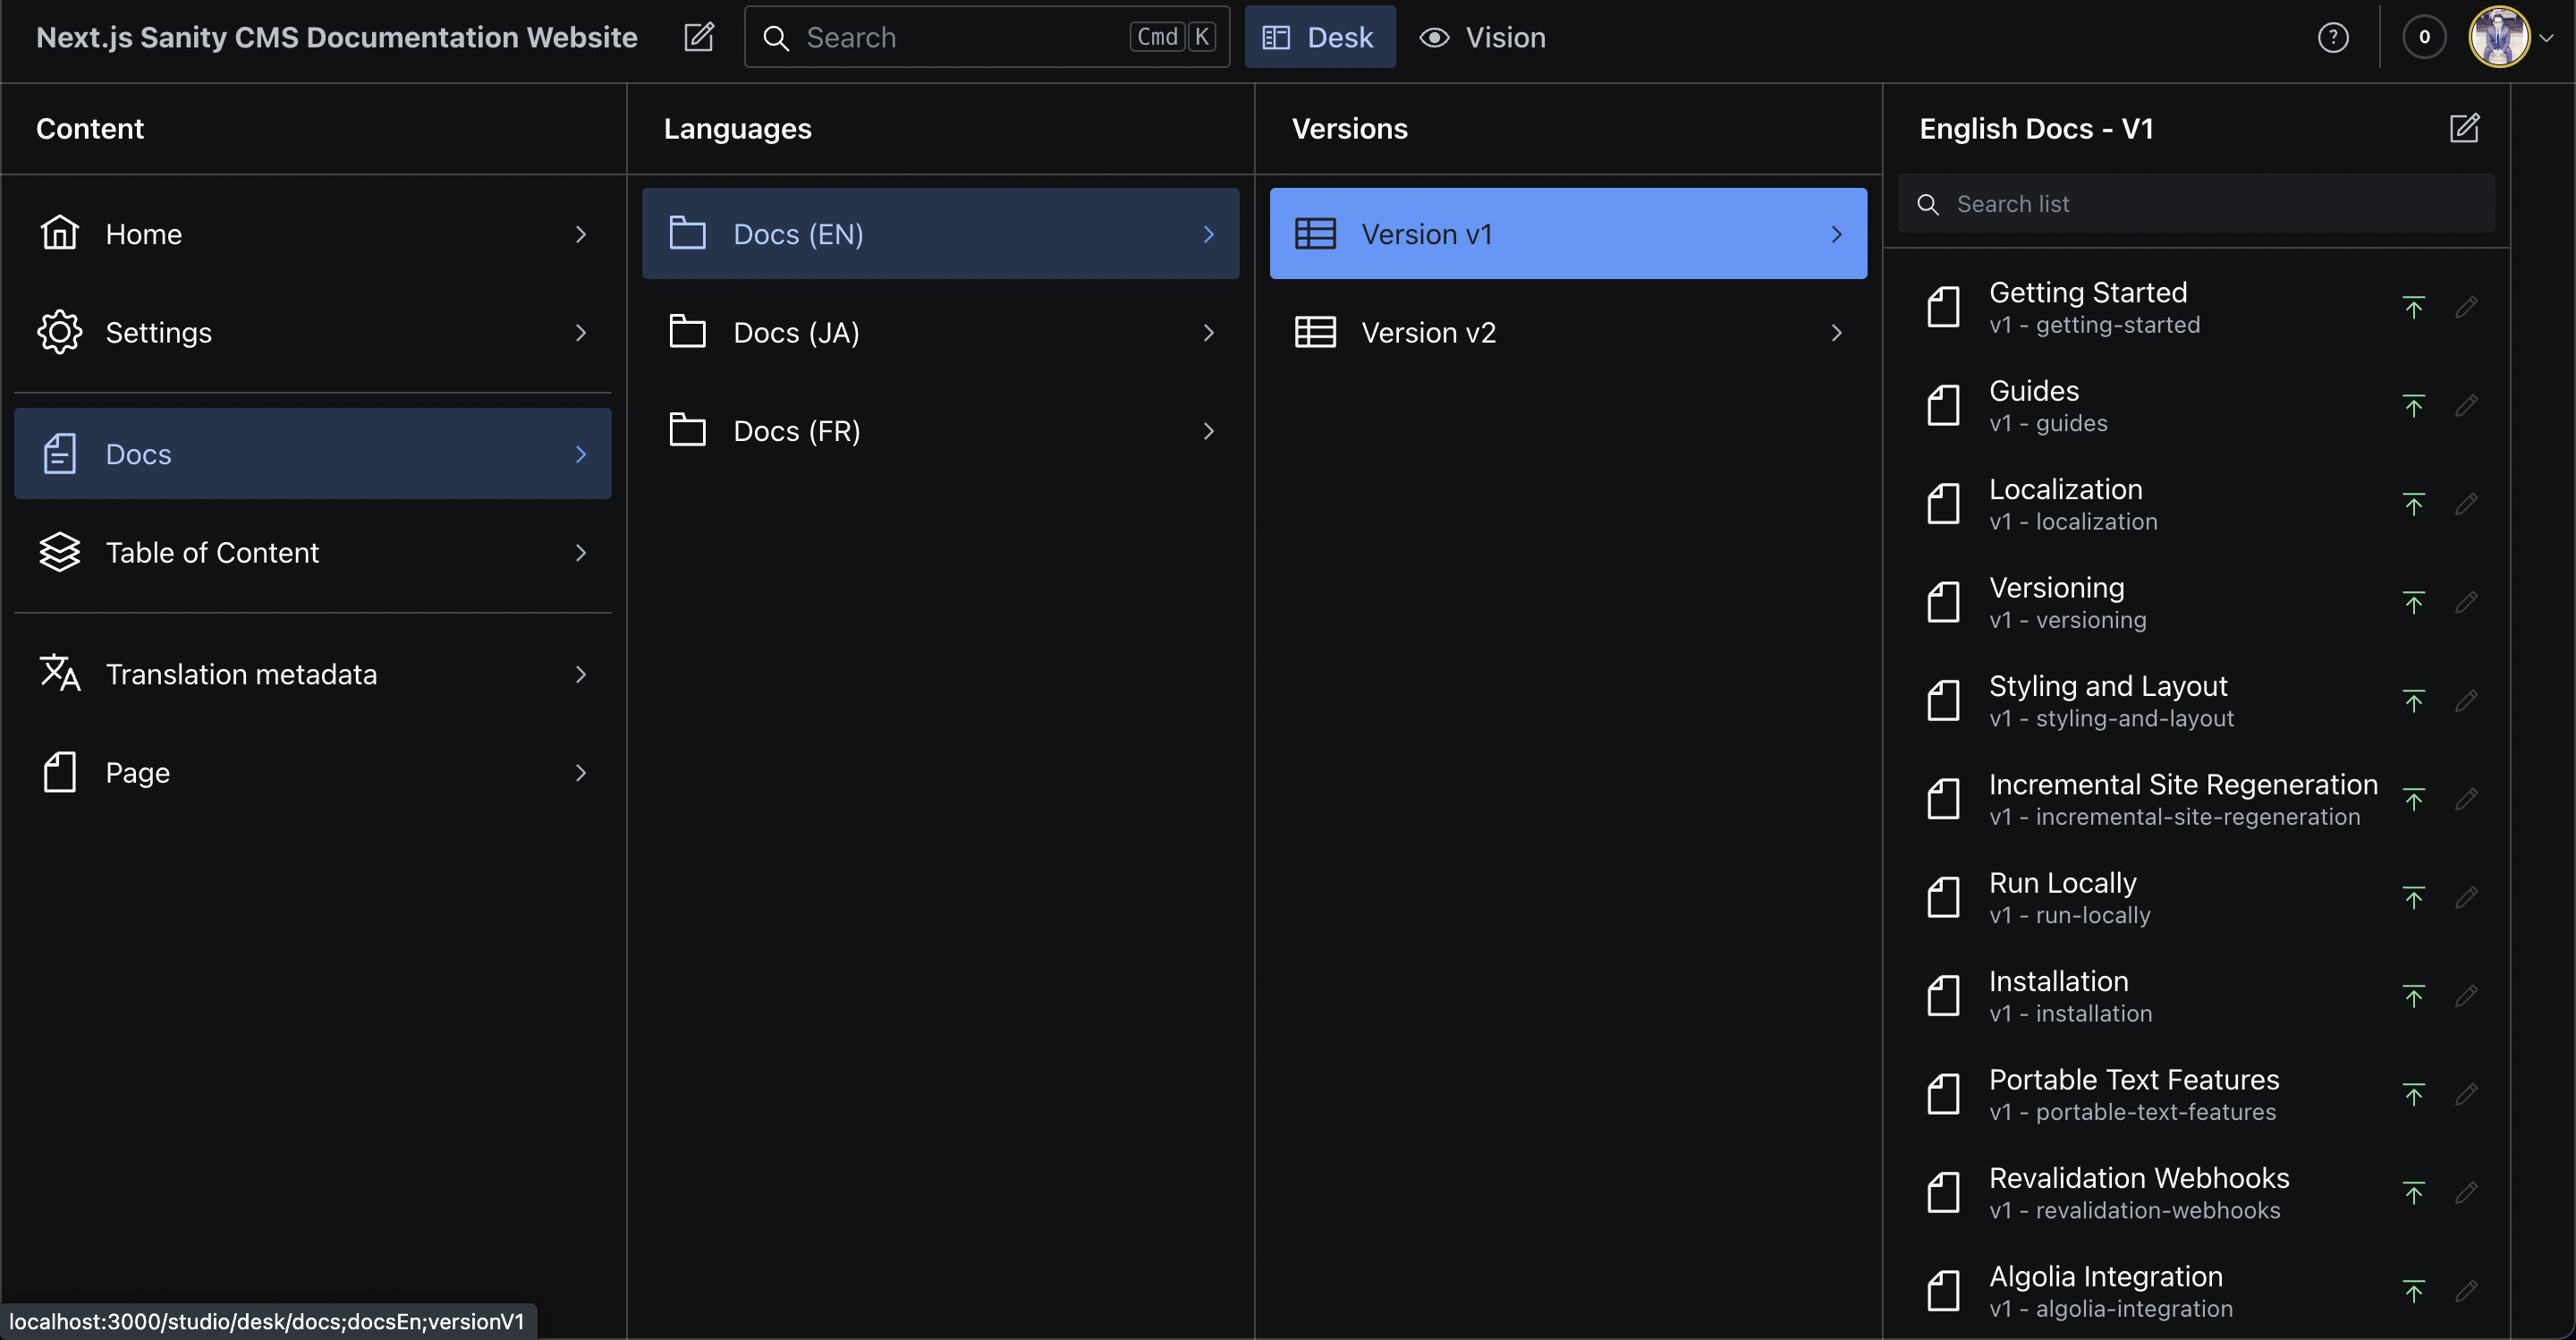 Next.js Sanity CMS Documentation Website
Search
Cmd K
Desk
Vision
?
0
Content
Home
Settings
Docs
Table of Content
Translation metadata
Page
Languages
Docs (EN)
Docs (JA)
Docs (FR)
Versions
Version v1
Version v2
English Docs - V1
Search list
Getting Started
v1 - getting-started
Guides
v1 - guides
Localization
v1 - localization
Versioning
v1 - versioning
Styling and Layout
v1 - styling-and-layout
Incremental Site Regeneration
v1 - incremental-site-regeneration
Run Locally
v1 - run-locally
Installation
v1 - installation
Portable Text Features
v1 - portable-text-features
Revalidation Webhooks
v1 - revalidation-webhooks
Algolia Integration
v1 - algolia-integration
localhost:3000/studio/desk/docs;docsEn;versionV1